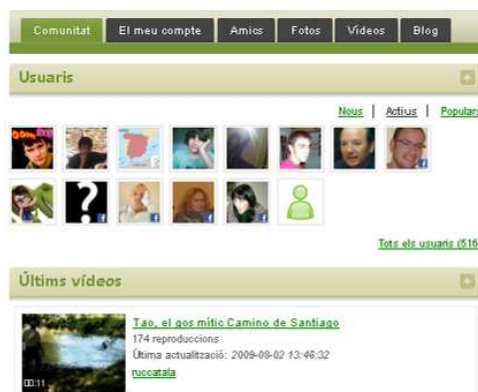 Comunitat El meu compte Amics Fotos Vídeos Blog
Usuaris
Nous | Actius | Populars
?
Tots els usuaris (516
Últims vídeos
Tao, el gos mític Camino de Santiago
174 reproduccions
Última actualització: 2009-08-02 13:46:32
00:11
ruccatala